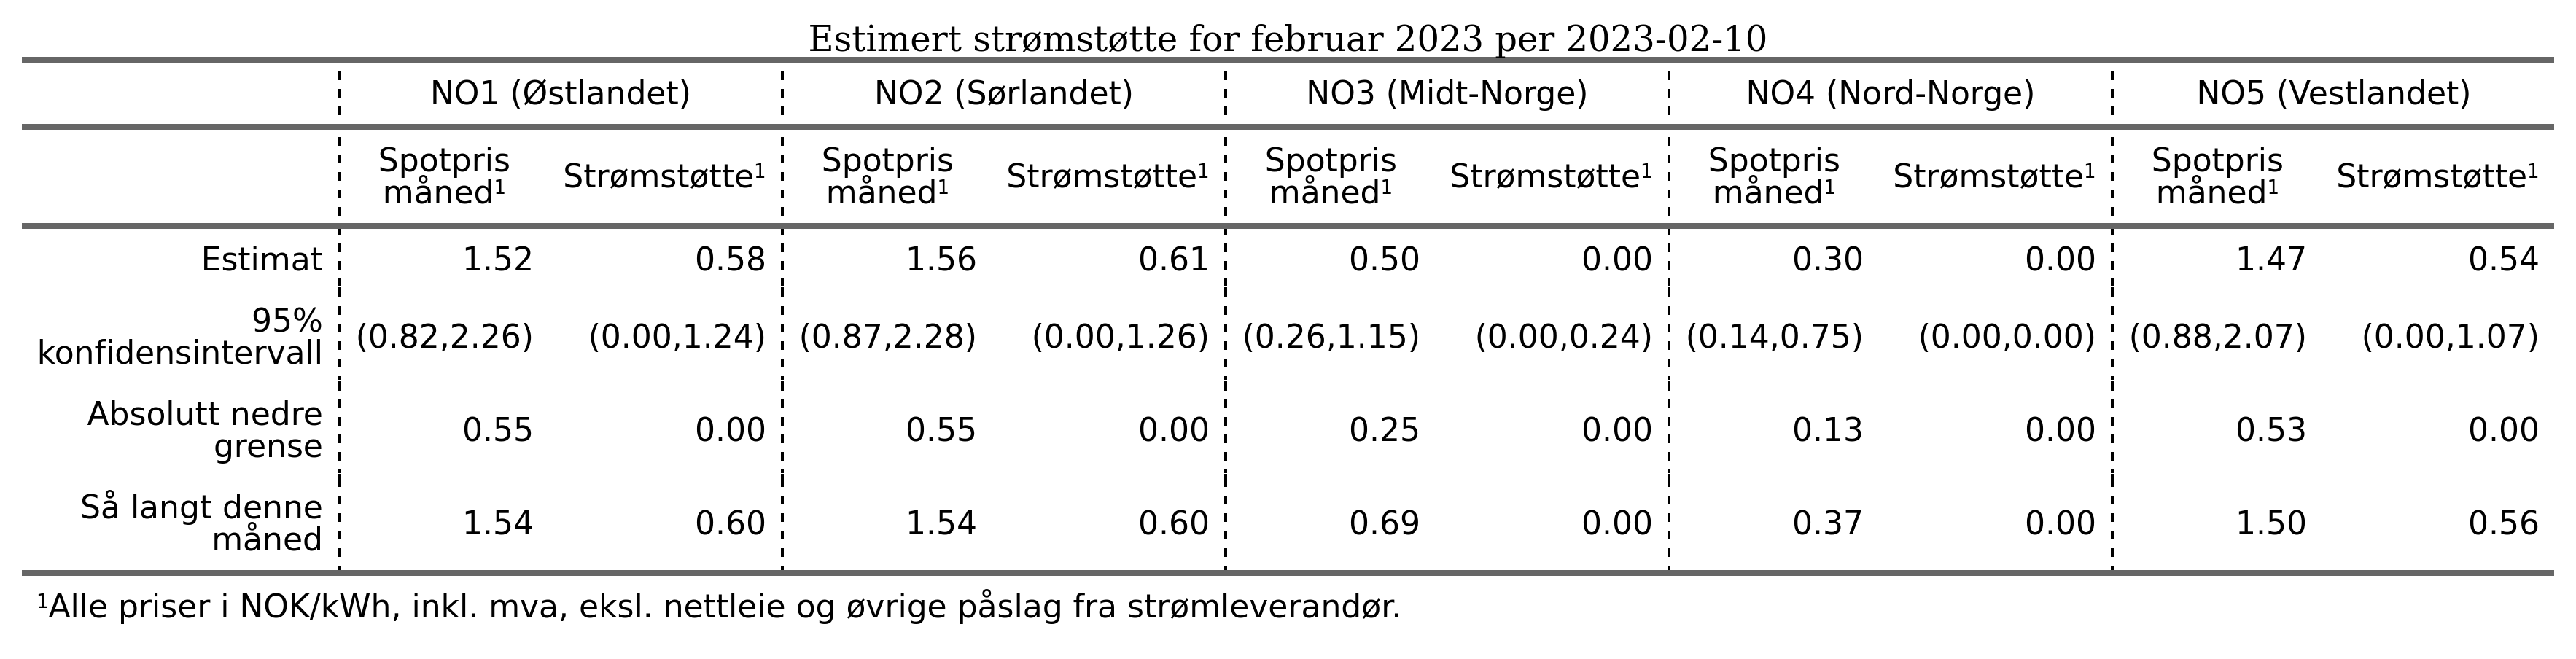 Estimert strømstøtte for februar 2023 per 2023-02-10
NO1 (Østlandet) NO2 (Sørlandet) NO3 (Midt-Norge) NO4 (Nord-Norge) NO5 (Vestlandet)
Spotpris måned¹ Strømstøtte¹ Spotpris måned¹ Strømstøtte¹ Spotpris måned¹ Strømstøtte¹ Spotpris måned¹ Strømstøtte¹ Spotpris måned¹ Strømstøtte¹
Estimat 1.52 0.58 1.56 0.61 0.50 0.00 0.30 0.00 1.47 0.54
95% konfidensintervall (0.82,2.26) (0.00,1.24) (0.87,2.28) (0.00,1.26) (0.26,1.15) (0.00,0.24) (0.14,0.75) (0.00,0.00) (0.88,2.07) (0.00,1.07)
Absolutt nedre grense 0.55 0.00 0.55 0.00 0.25 0.00 0.13 0.00 0.53 0.00
Så langt denne måned 1.54 0.60 1.54 0.60 0.69 0.00 0.37 0.00 1.50 0.56
¹Alle priser i NOK/kWh, inkl. mva, eksl. nettleie og øvrige påslag fra strømleverandør.